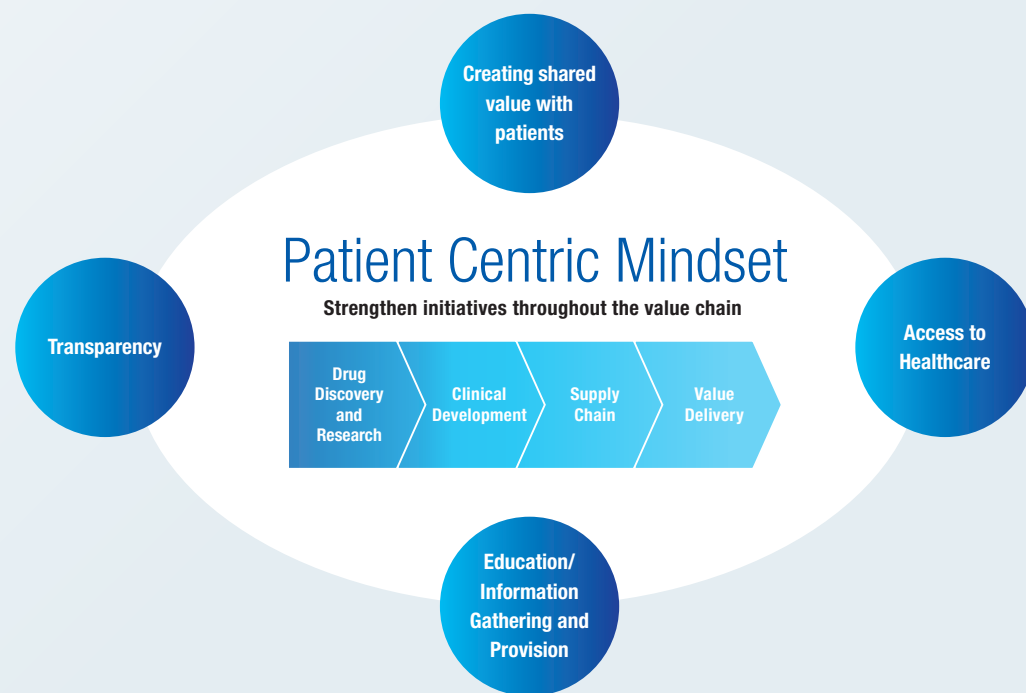 Creating shared
value with
patients
Patient Centric Mindset
Strengthen initiatives throughout the value chain
Transparency
Drug
Discovery
and
Research
Clinical
Development
Supply
Chain
Value
Delivery
Access to
Healthcare
Education/
Information
Gathering and
Provision